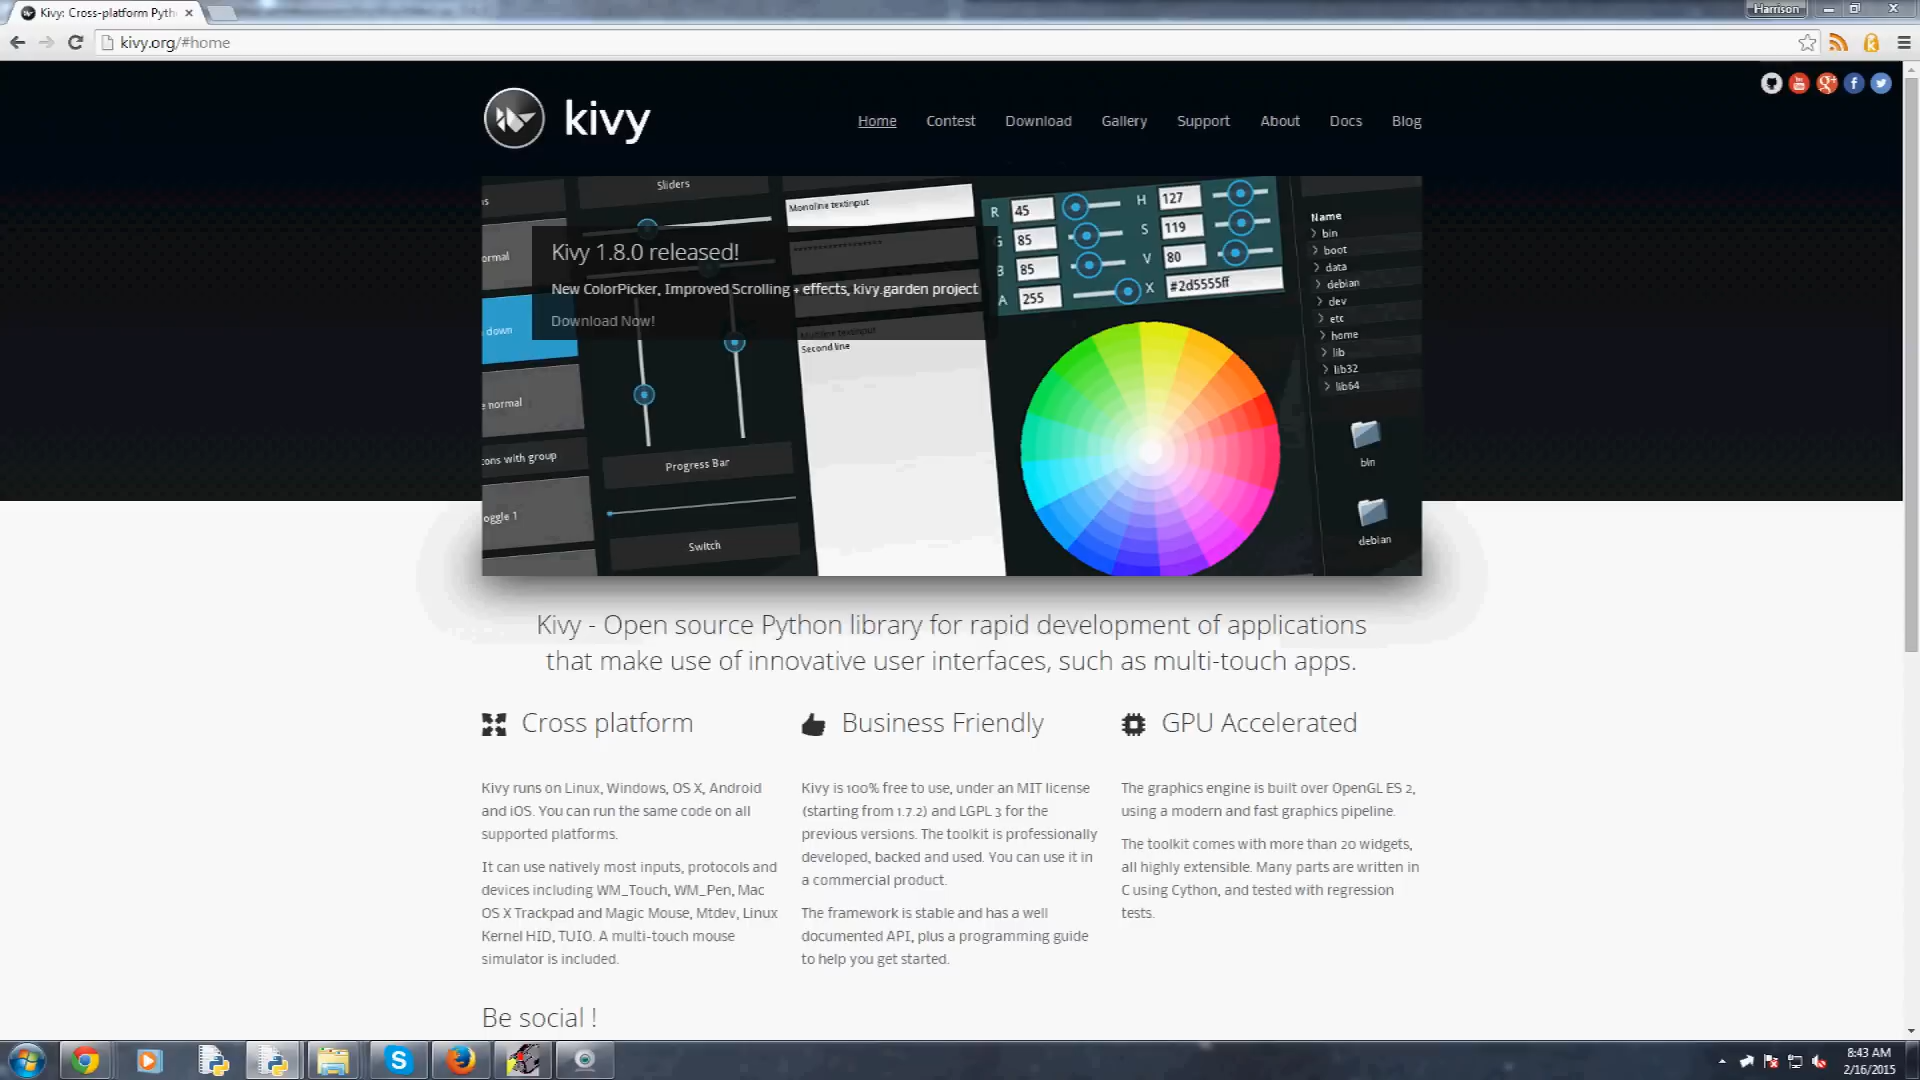 Kivy: Cross-platform Pyth
Harrison
kivy.org/#home
kivy
Home
Contest
Download
Gallery
Support
About
Docs
Blog
Sliders
Monoline textinput
R
45
H
127
G
85
S
119
B
85
V
80
A
255
X
#2d5555ff
Name
bin
boot
data
debian
dev
etc
home
lib
lib32
lib64
bin
debian
Kivy 1.8.0 released!
New ColorPicker, Improved Scrolling + effects, kivy.garden project
Download Now!
ormal
down
e normal
ons with group
oggle 1
Multiline textinput
Second line
Progress Bar
Switch
Kivy - Open source Python library for rapid development of applications
that make use of innovative user interfaces, such as multi-touch apps.
Cross platform
Kivy runs on Linux, Windows, OS X, Android
and iOS. You can run the same code on all
supported platforms.
It can use natively most inputs, protocols and
devices including WM_Touch, WM_Pen, Mac
OS X Trackpad and Magic Mouse, Mtdev, Linux
Kernel HID, TUIO. A multi-touch mouse
simulator is included.
Business Friendly
Kivy is 100% free to use, under an MIT license
(starting from 1.7.2) and LGPL 3 for the
previous versions. The toolkit is professionally
developed, backed and used. You can use it in
a commercial product.
The framework is stable and has a well
documented API, plus a programming guide
to help you get started.
GPU Accelerated
The graphics engine is built over OpenGL ES 2,
using a modern and fast graphics pipeline.
The toolkit comes with more than 20 widgets,
all highly extensible. Many parts are written in
C using Cython, and tested with regression
tests.
Be social !
8:43 AM
2/16/2015